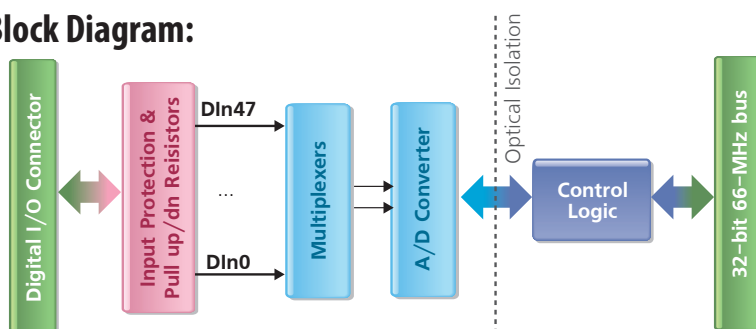 Block Diagram:
Digital I/O Connector
Input Protection &
Pull up/dn Reisistors
DIn47
...
DIn0
Multiplexers
A/D Converter
Optical Isolation
Control
Logic
32-bit 66-MHz bus